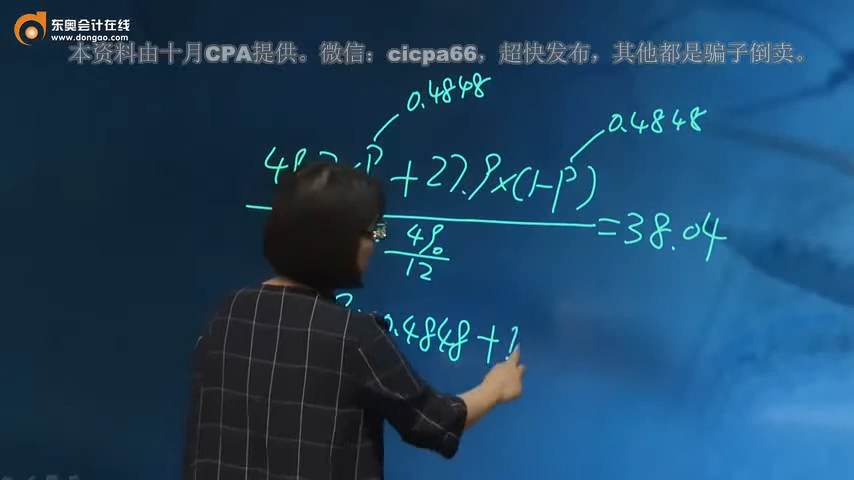 东奥会计在线
www.dongao.com
本资料由十月CPA提供。微信：cicpa66，超快发布，其他都是骗子倒卖。
0.4848
0.4848
P + 27.9×(1-P)
= 38.04
4%
12
0.4848 +